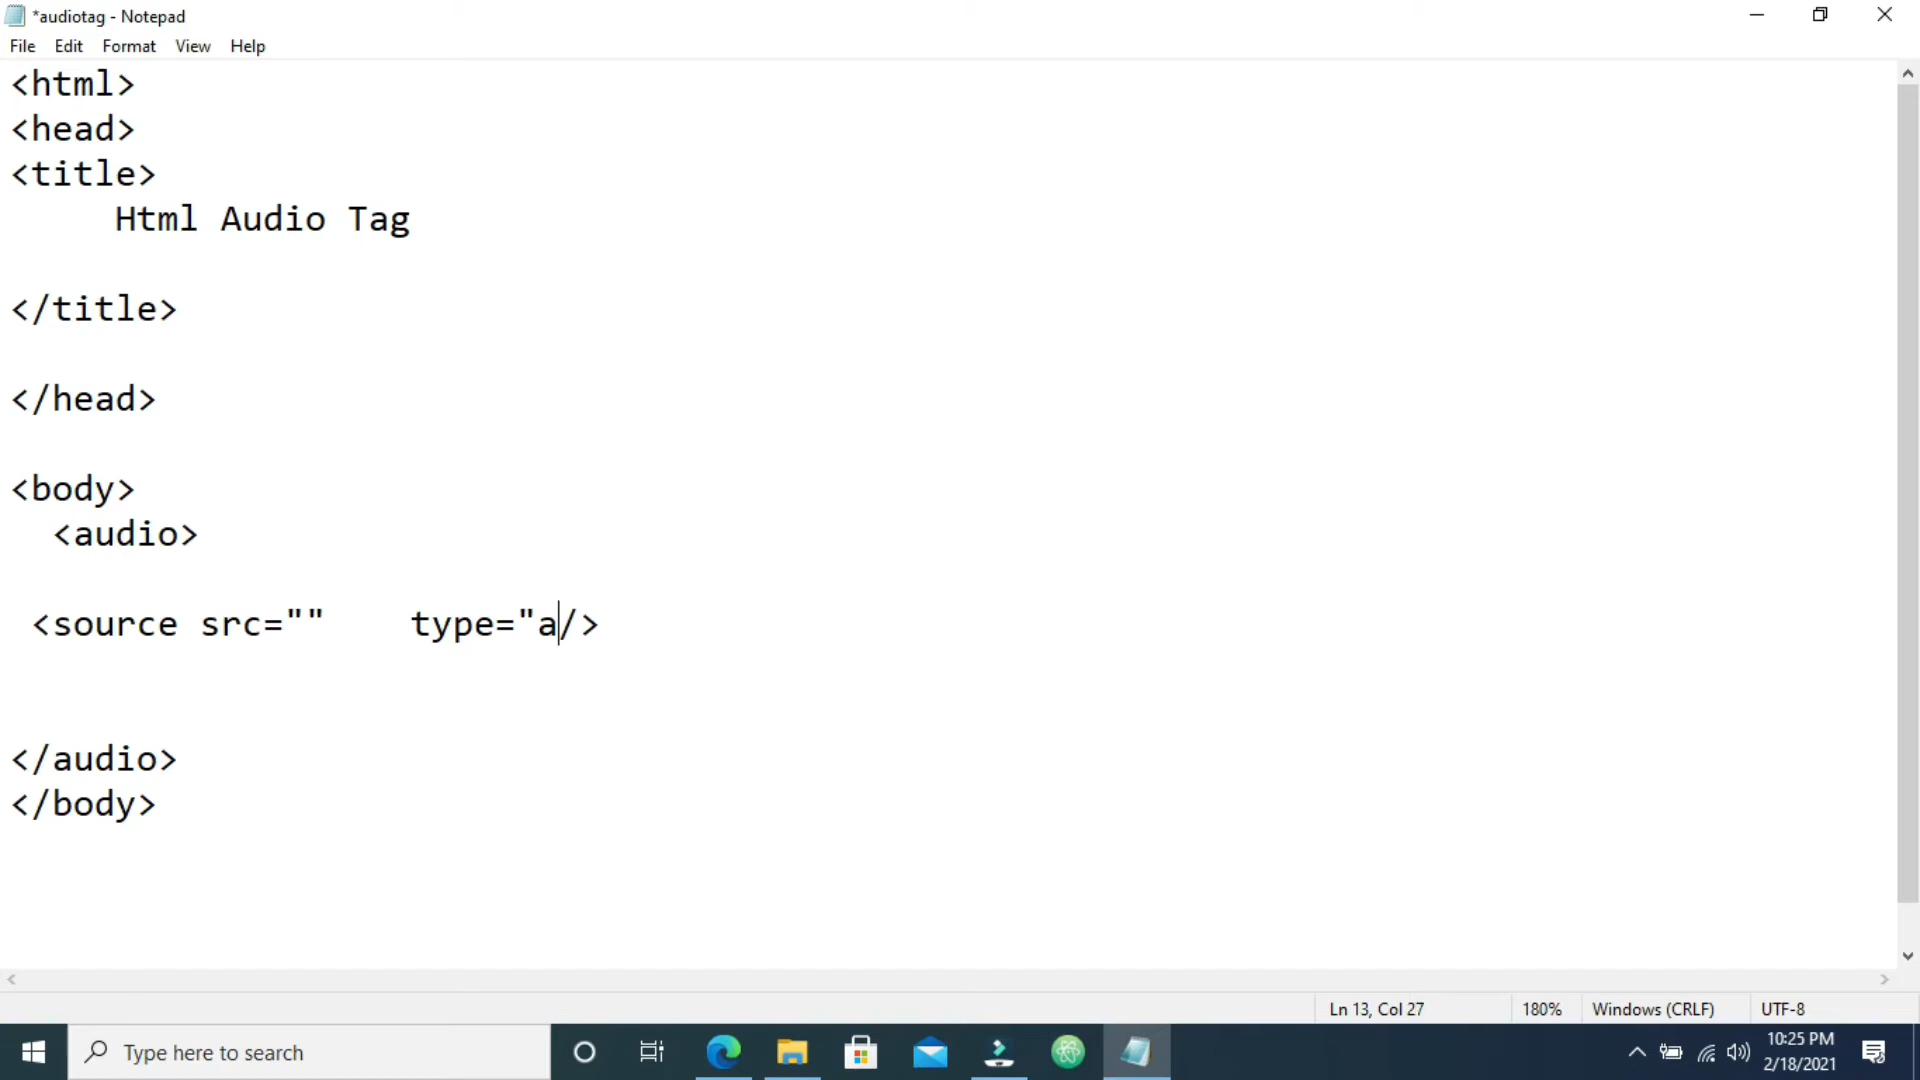 *audiotag - Notepad
File Edit Format View Help
<html>
<head>
<title>
Html Audio Tag
</title>
</head>
<body>
<audio>
<source src="" type="a/>
</audio>
</body>
Ln 13, Col 27 180% Windows (CRLF) UTF-8
Type here to search
10:25 PM
2/18/2021